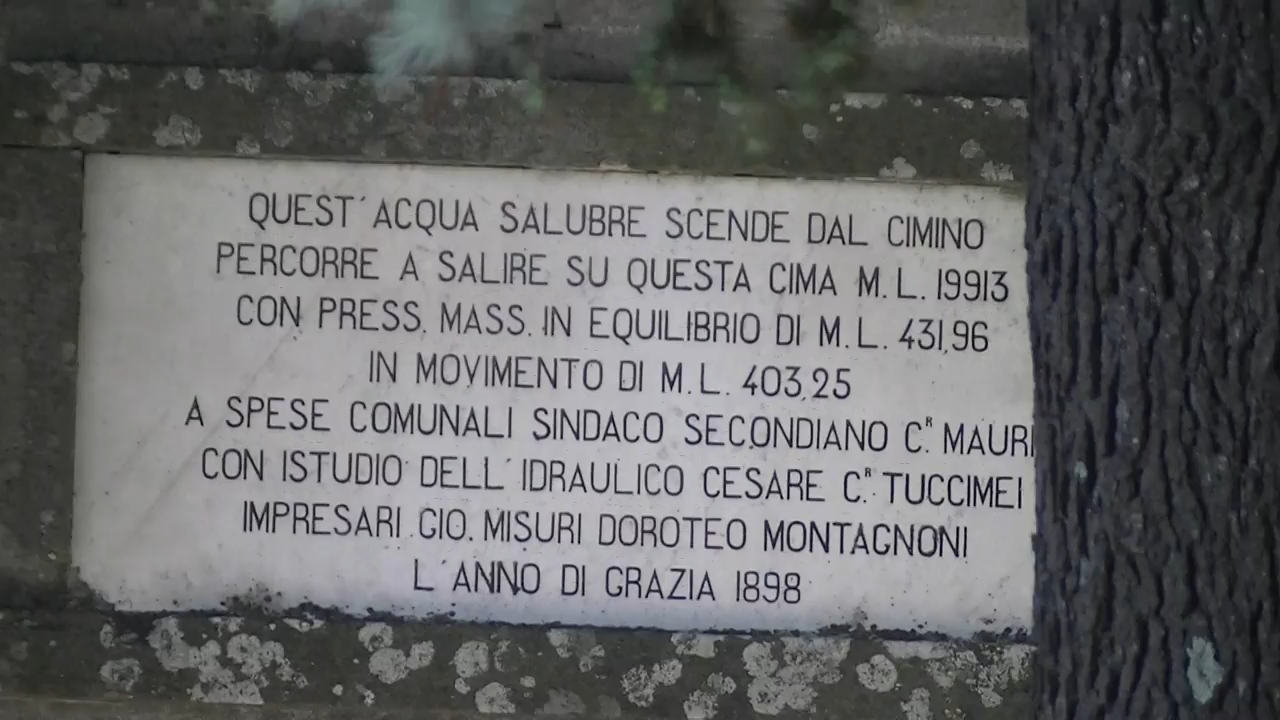 QUEST'ACQUA SALUBRE SCENDE DAL CIMINO
PERCORRE A SALIRE SU QUESTA CIMA M.L. 19913
CON PRESS. MASS. IN EQUILIBRIO DI M.L. 431,96
IN MOVIMENTO DI M.L. 403,25
A SPESE COMUNALI SINDACO SECONDIANO C.R MAURI
CON ISTUDIO DELL'IDRAULICO CESARE C.R TUCCIMEI
IMPRESARI GIO. MISURI DOROTEO MONTAGNONI
L'ANNO DI GRAZIA 1898